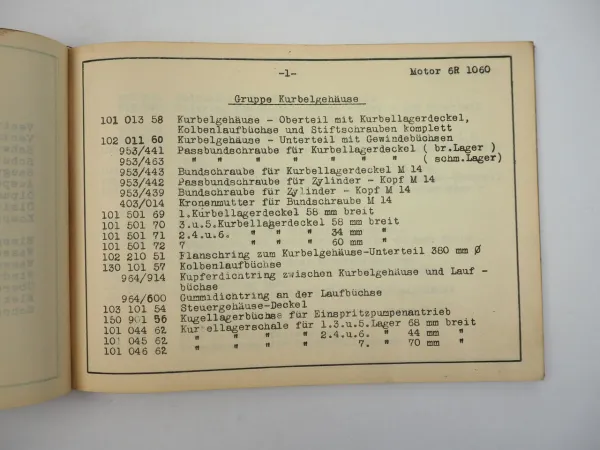 -1-
Motor 6R 1060
Gruppe Kurbelgehäuse
101 013 58 Kurbelgehäuse - Oberteil mit Kurbellagerdeckel,
Kolbenlaufbüchse und Stiftschrauben komplett
102 011 60 Kurbelgehäuse - Unterteil mit Gewindebüchsen
953/441 Passbundschraube für Kurbellagerdeckel ( br.Lager )
953/463 " " " " " " ( schm.Lager)
953/443 Bundschraube für Kurbellagerdeckel M 14
953/442 Passbundschraube für Zylinder - Kopf M 14
953/439 Bundschraube für Zylinder - Kopf M 14
403/014 Kronenmutter für Bundschraube M 14
101 501 69 1.Kurbellagerdeckel 58 mm breit
101 501 70 3.u.5.Kurbellagerdeckel 58 mm breit
101 501 71 2.4.u.6. " " " 34 mm "
101 501 72 7 " " " 60 mm "
102 210 51 Flanschring zum Kurbelgehäuse-Unterteil 380 mm Ø
130 101 57 Kolbenlaufbüchse
964/914 Kupferdichtring zwischen Kurbelgehäuse und Lauf -
büchse
964/600 Gummidichtring an der Laufbüchse
103 101 54 Steuergehäuse-Deckel
150 901 56 Kugellagerbüchse für Einspritzpumpenantrieb
101 044 62 Kurbellagerschale für 1.3.u.5.Lager 68 mm breit
101 045 62 " " " " 2.4.u.6. " 44 mm "
101 046 62 " " " " 7. " 70 mm "